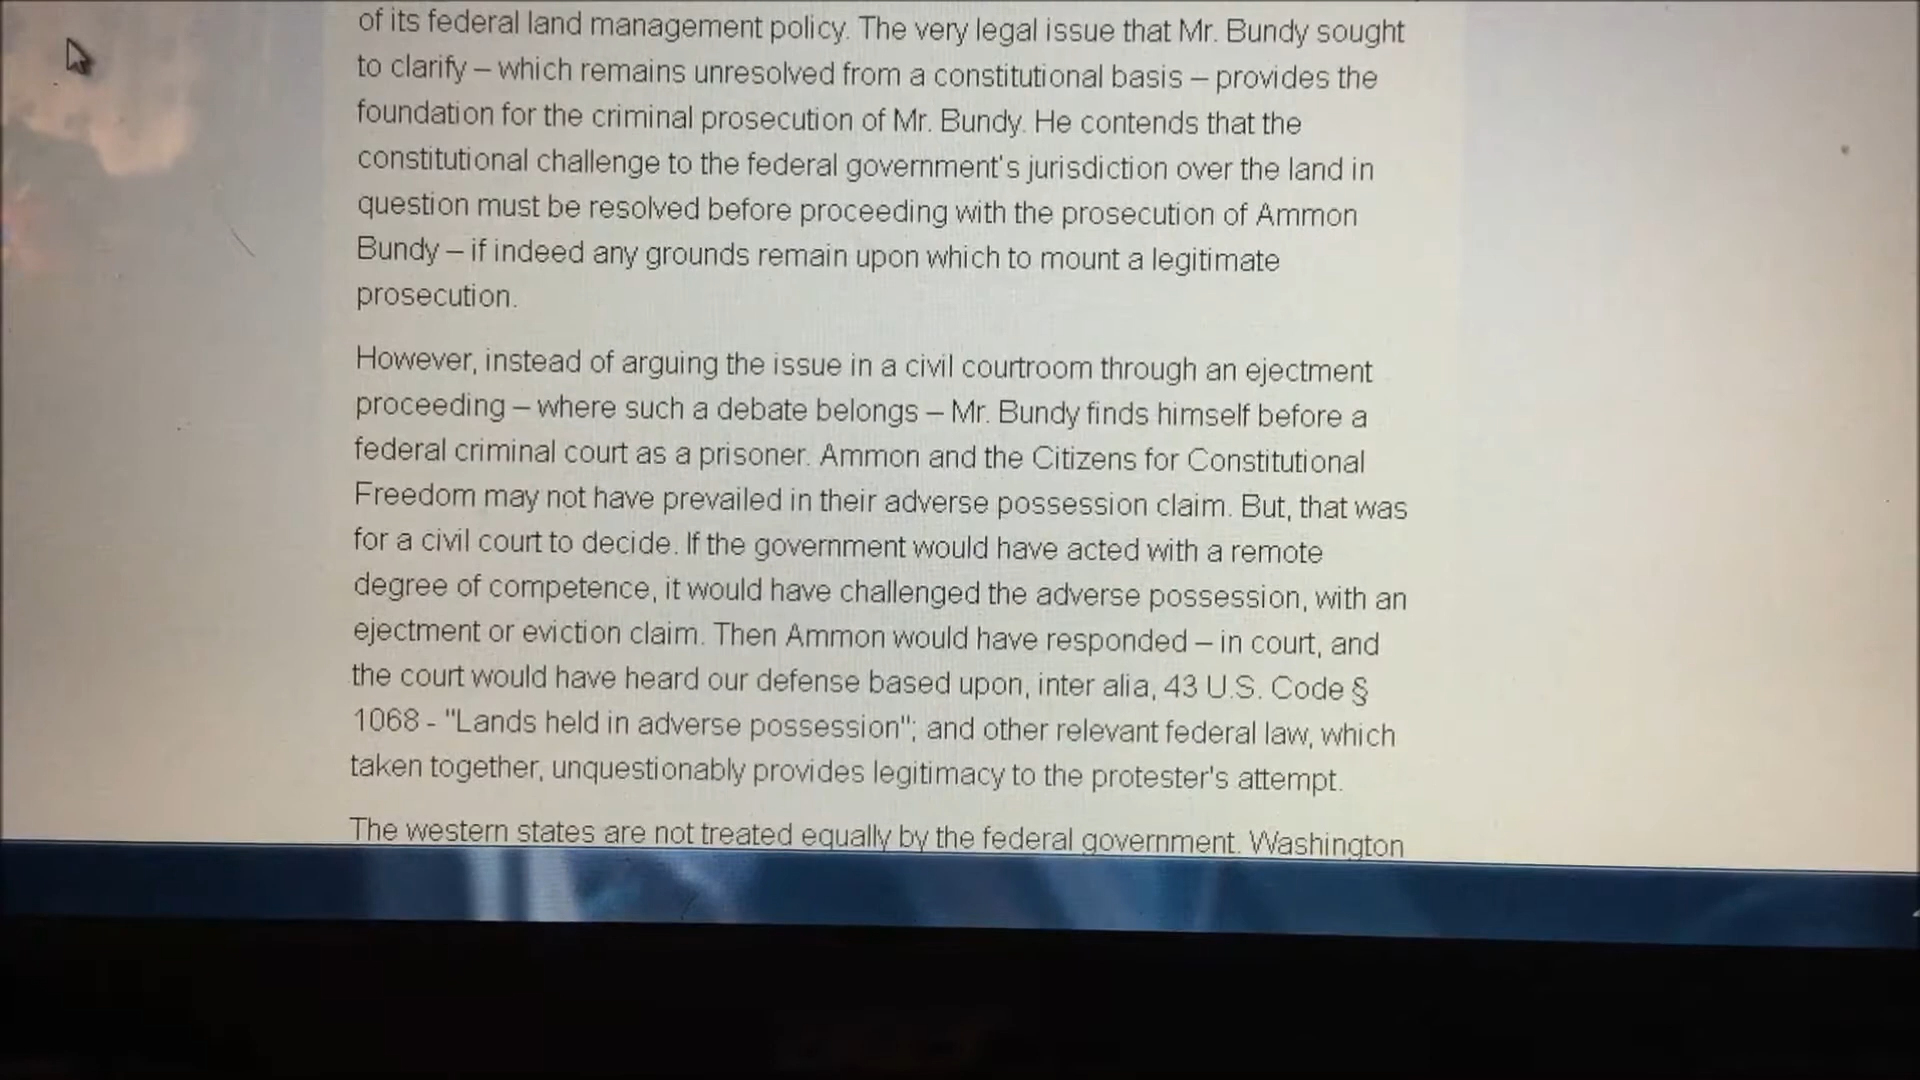 of its federal land management policy. The very legal issue that Mr. Bundy sought
to clarify – which remains unresolved from a constitutional basis – provides the
foundation for the criminal prosecution of Mr. Bundy. He contends that the
constitutional challenge to the federal government's jurisdiction over the land in
question must be resolved before proceeding with the prosecution of Ammon
Bundy – if indeed any grounds remain upon which to mount a legitimate
prosecution.
However, instead of arguing the issue in a civil courtroom through an ejectment
proceeding – where such a debate belongs – Mr. Bundy finds himself before a
federal criminal court as a prisoner. Ammon and the Citizens for Constitutional
Freedom may not have prevailed in their adverse possession claim. But, that was
for a civil court to decide. If the government would have acted with a remote
degree of competence, it would have challenged the adverse possession, with an
ejectment or eviction claim. Then Ammon would have responded – in court, and
the court would have heard our defense based upon, inter alia, 43 U.S. Code §
1068 - "Lands held in adverse possession"; and other relevant federal law, which
taken together, unquestionably provides legitimacy to the protester's attempt.
The western states are not treated equally by the federal government. Washington